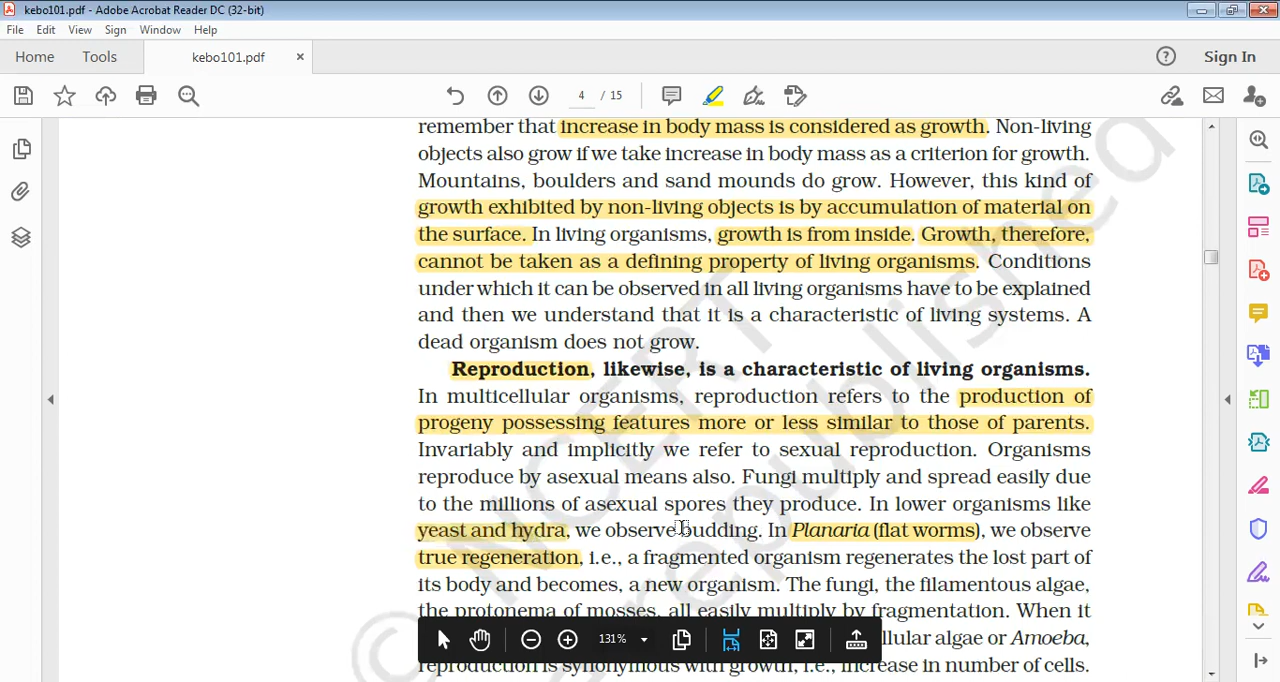 kebo101.pdf - Adobe Acrobat Reader DC (32-bit)
File Edit View Sign Window Help
Home Tools kebo101.pdf × ? Sign In
4 / 15
remember that increase in body mass is considered as growth. Non-living
objects also grow if we take increase in body mass as a criterion for growth.
Mountains, boulders and sand mounds do grow. However, this kind of
growth exhibited by non-living objects is by accumulation of material on
the surface. In living organisms, growth is from inside. Growth, therefore,
cannot be taken as a defining property of living organisms. Conditions
under which it can be observed in all living organisms have to be explained
and then we understand that it is a characteristic of living systems. A
dead organism does not grow.
Reproduction, likewise, is a characteristic of living organisms.
In multicellular organisms, reproduction refers to the production of
progeny possessing features more or less similar to those of parents.
Invariably and implicitly we refer to sexual reproduction. Organisms
reproduce by asexual means also. Fungi multiply and spread easily due
to the millions of asexual spores they produce. In lower organisms like
yeast and hydra, we observe budding. In Planaria (flat worms), we observe
true regeneration, i.e., a fragmented organism regenerates the lost part of
its body and becomes, a new organism. The fungi, the filamentous algae,
the protonema of mosses, all easily multiply by fragmentation. When it
llular algae or Amoeba,
reproduction is synonymous with growth, i.e., increase in number of cells.
131%
© NCERT
republished